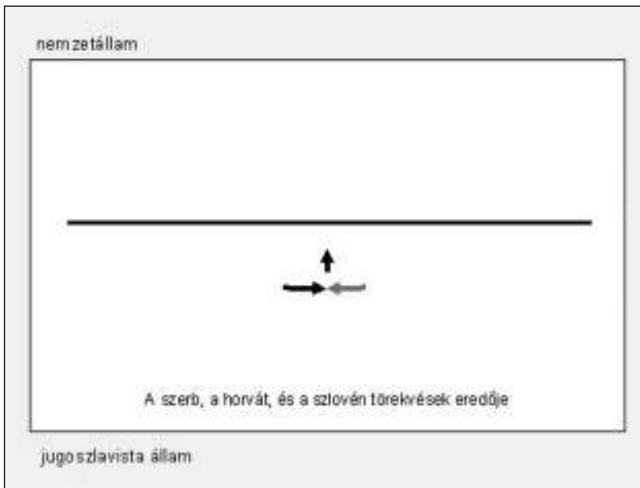 nemzetállam
A szerb, a horvát, és a szlovén törekvések eredője
jugoszlavista állam